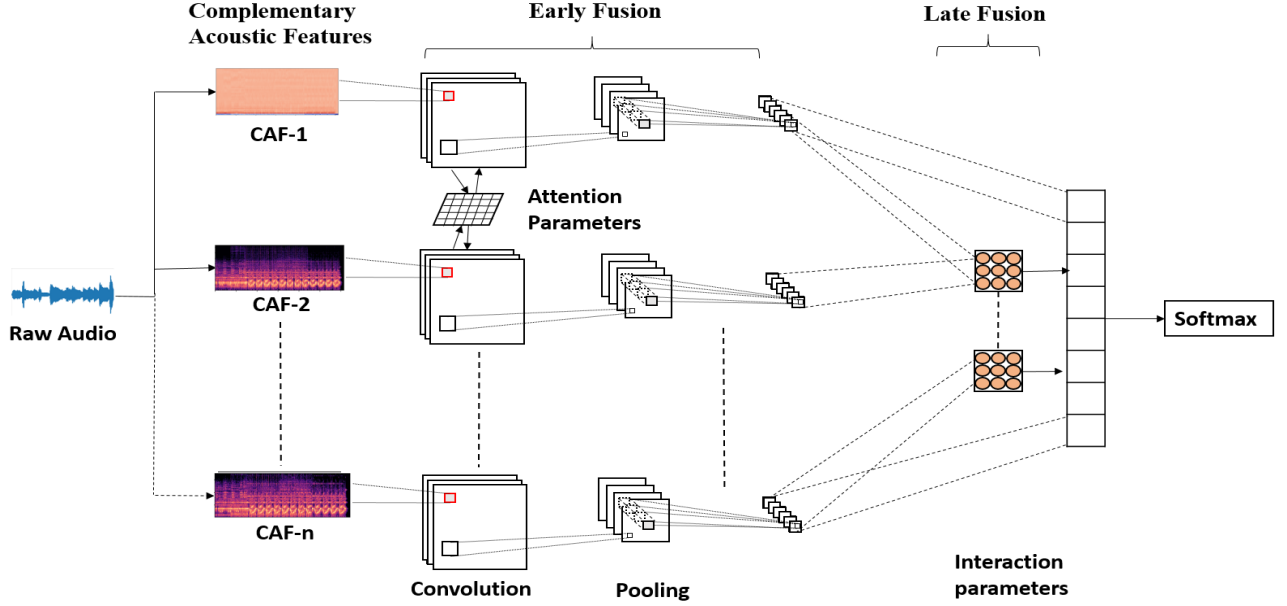 Complementary
Acoustic Features
Early Fusion
Late Fusion
CAF-1
Attention
Parameters
CAF-2
Raw Audio
Softmax
CAF-n
Convolution
Pooling
Interaction
parameters